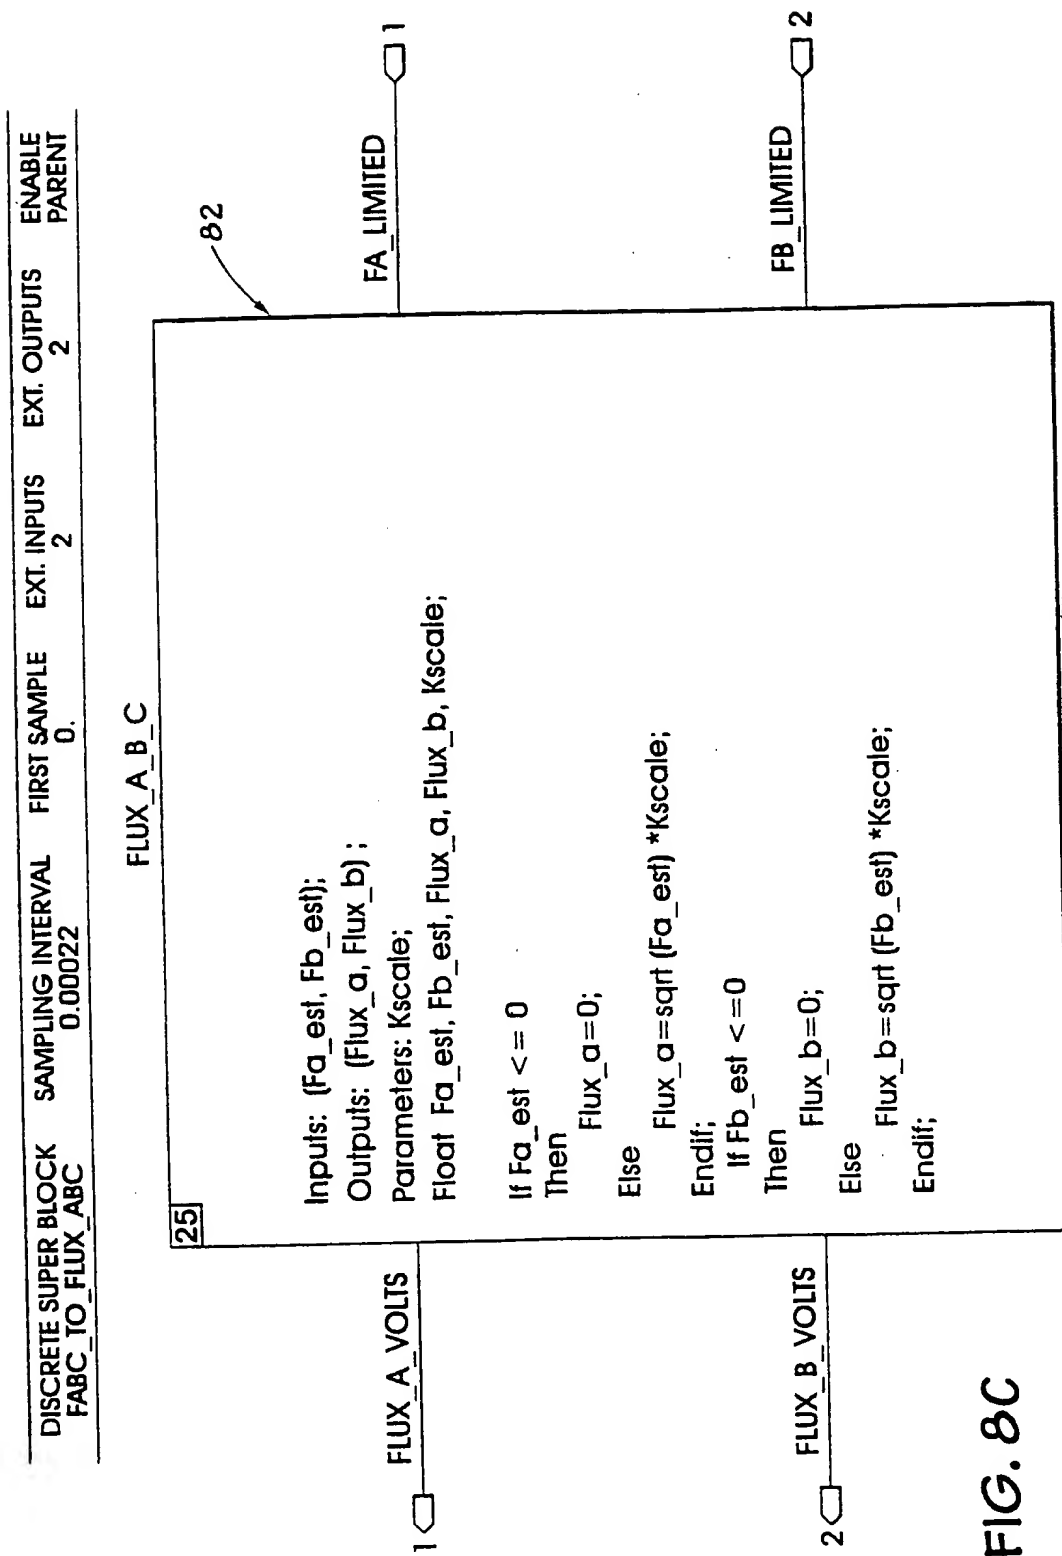 DISCRETE SUPER BLOCK SAMPLING INTERVAL FIRST SAMPLE EXT. INPUTS EXT. OUTPUTS ENABLE
FABC_TO_FLUX_ABC 0.00022 0. 2 2 PARENT
FLUX_A_B_C
25
82
Inputs: (Fa_est, Fb_est);
Outputs: (Flux_a, Flux_b) ;
Parameters: Kscale;
Float Fa_est, Fb_est, Flux_a, Flux_b, Kscale;
If Fa_est <= 0
Then
Flux_a=0;
Else
Flux_a=sqrt (Fa_est) *Kscale;
Endif;
If Fb_est <=0
Then
Flux_b=0;
Else
Flux_b=sqrt (Fb_est) *Kscale;
Endif;
1 FLUX_A_VOLTS
FA_LIMITED 1
2 FLUX_B_VOLTS
FB_LIMITED 2
FIG. 8C